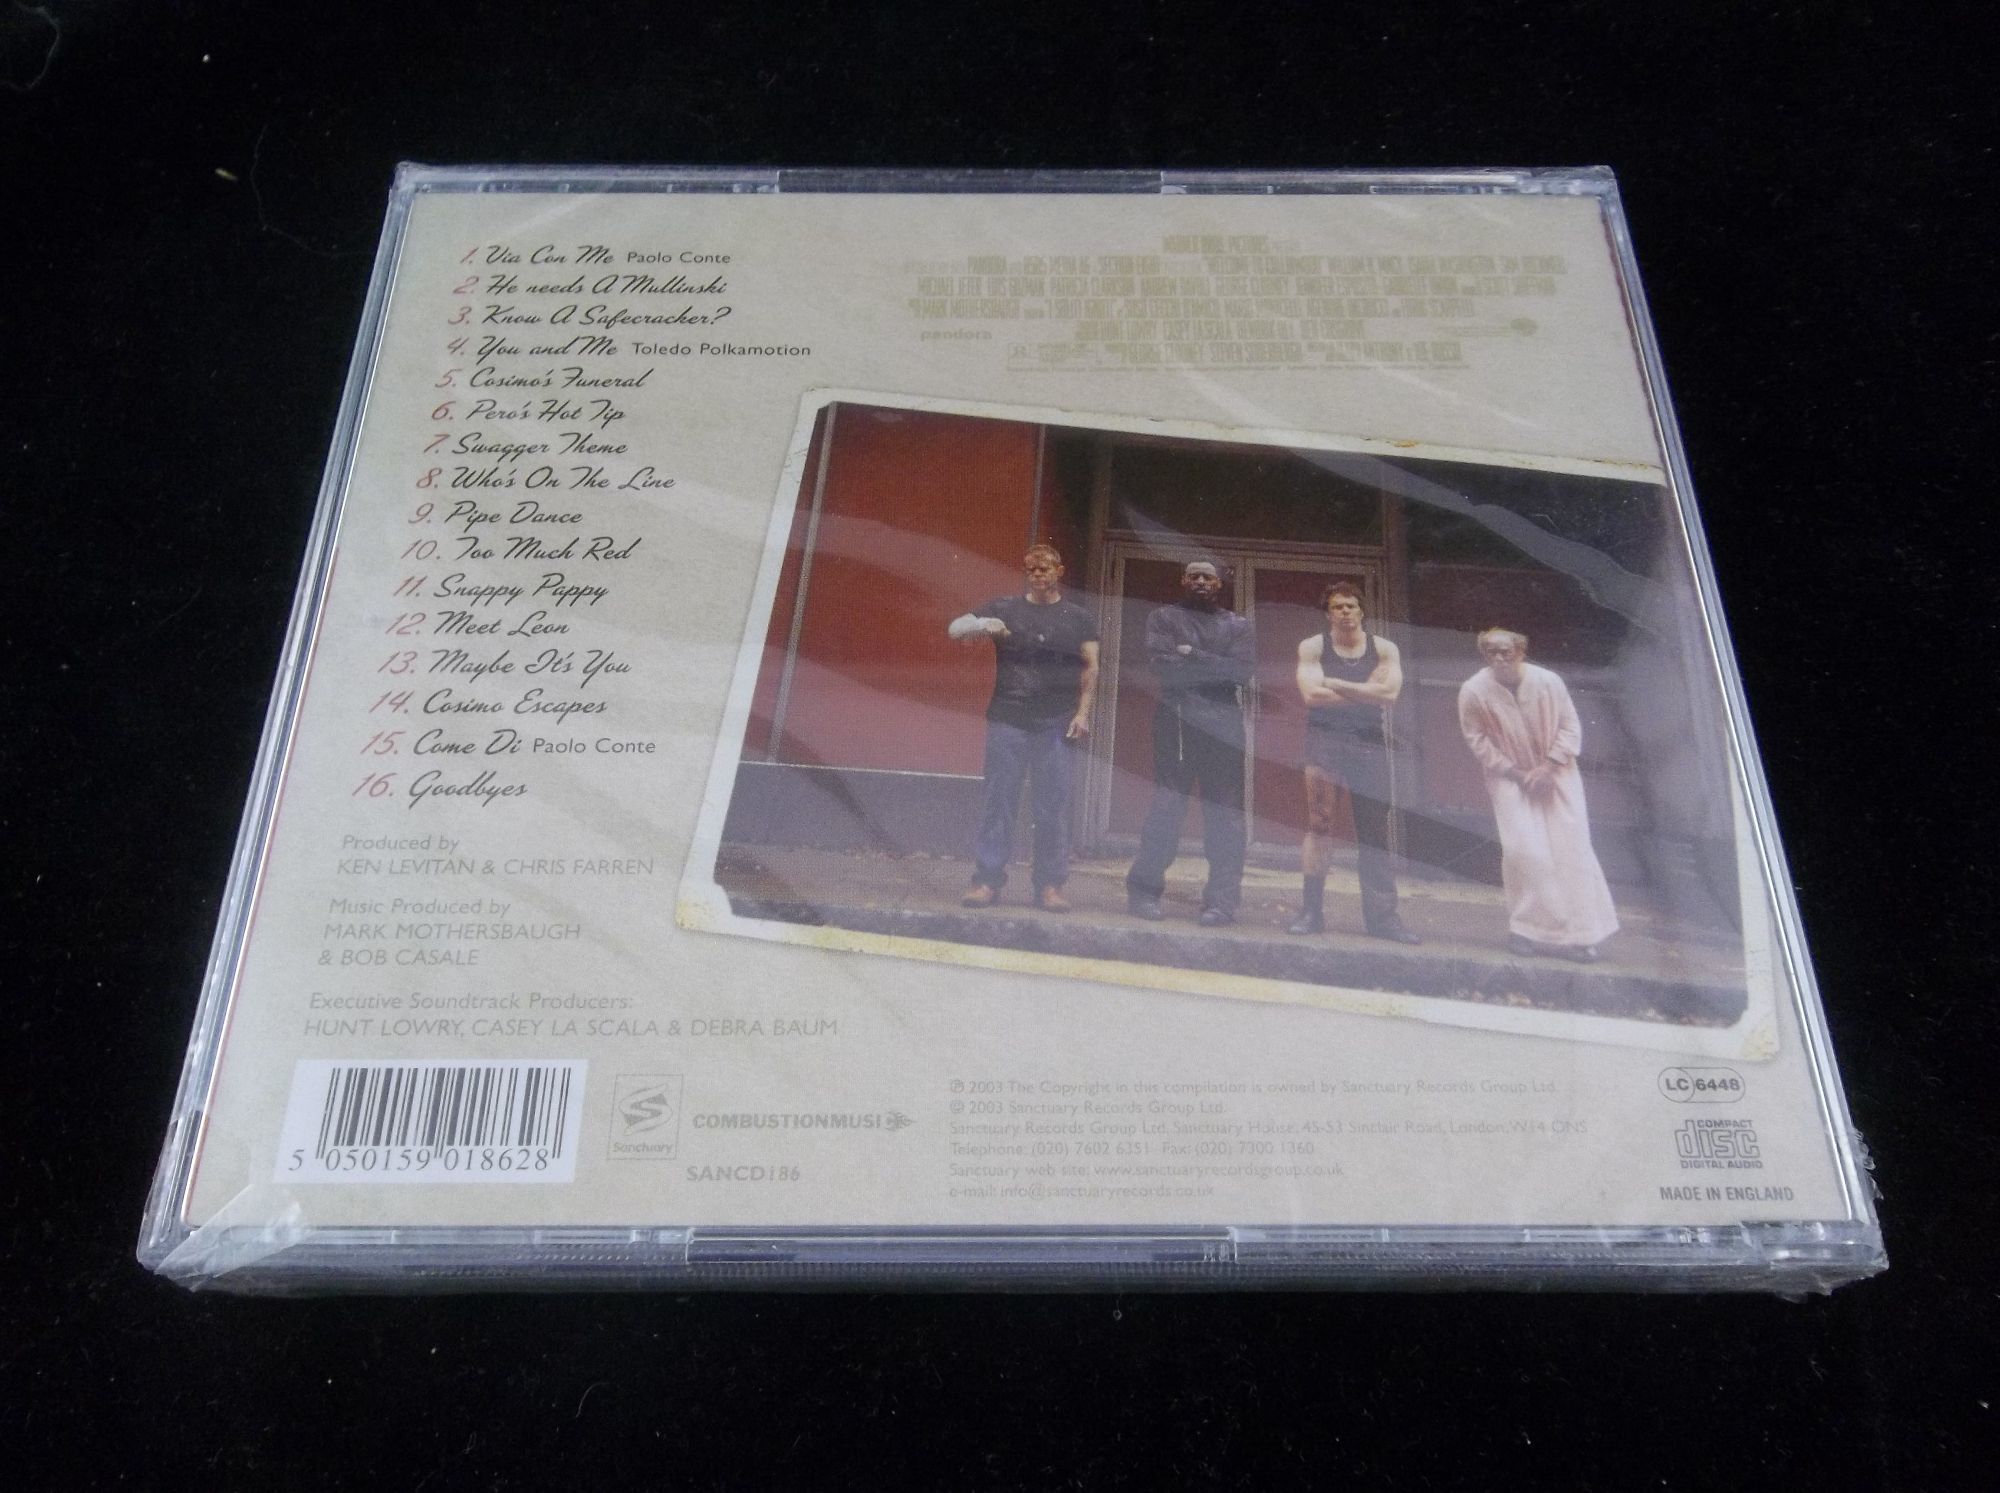 1. Via Con Me Paolo Conte
2. He needs A Mullinski
3. Know A Safecracker?
4. You and Me Toledo Polkamotion
5. Cosimo's Funeral
6. Pero's Hot Tip
7. Swagger Theme
8. Who's On The Line
9. Pipe Dance
10. Too Much Red
11. Snappy Pappy
12. Meet Leon
13. Maybe It's You
14. Cosimo Escapes
15. Come Di Paolo Conte
16. Goodbyes
Produced by
KEN LEVITAN & CHRIS FARREN
Music Produced by
MARK MOTHERSBAUGH
& BOB CASALE
Executive Soundtrack Producers:
HUNT LOWRY, CASEY LA SCALA & DEBRA BAUM
5 050159 018628
Sanctuary
COMBUSTIONMUSIC
SANCD186
pandora
℗ 2003 The Copyright in this compilation is owned by Sanctuary Records Group Ltd.
© 2003 Sanctuary Records Group Ltd.
Sanctuary Records Group Ltd. Sanctuary House, 45-53 Sinclair Road, London, W14 ONS
Telephone: (020) 7602 6351 Fax: (020) 7300 1360
Sanctuary web site: www.sanctuaryrecordsgroup.co.uk
e-mail: info@sanctuaryrecords.co.uk
LC 6448
COMPACT
disc
DIGITAL AUDIO
MADE IN ENGLAND